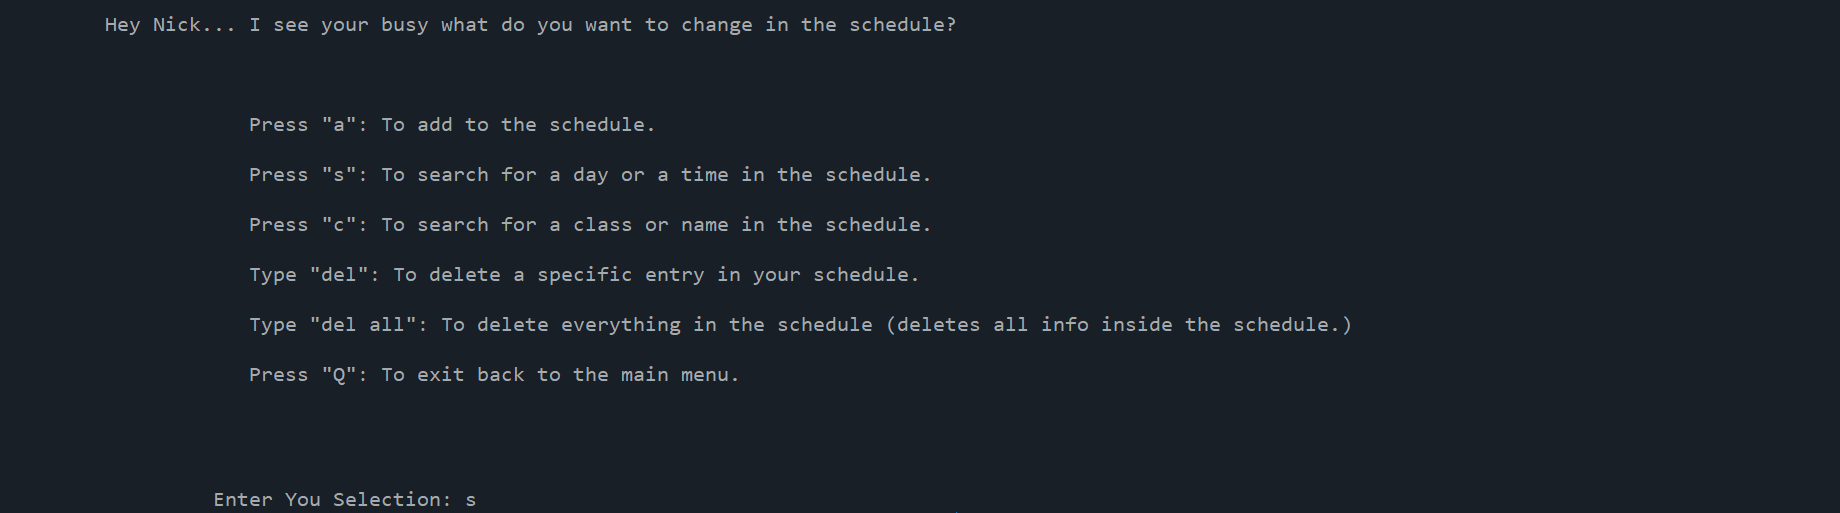 Hey Nick... I see your busy what do you want to change in the schedule?
Press "a": To add to the schedule.
Press "s": To search for a day or a time in the schedule.
Press "c": To search for a class or name in the schedule.
Type "del": To delete a specific entry in your schedule.
Type "del all": To delete everything in the schedule (deletes all info inside the schedule.)
Press "Q": To exit back to the main menu.
Enter You Selection: s